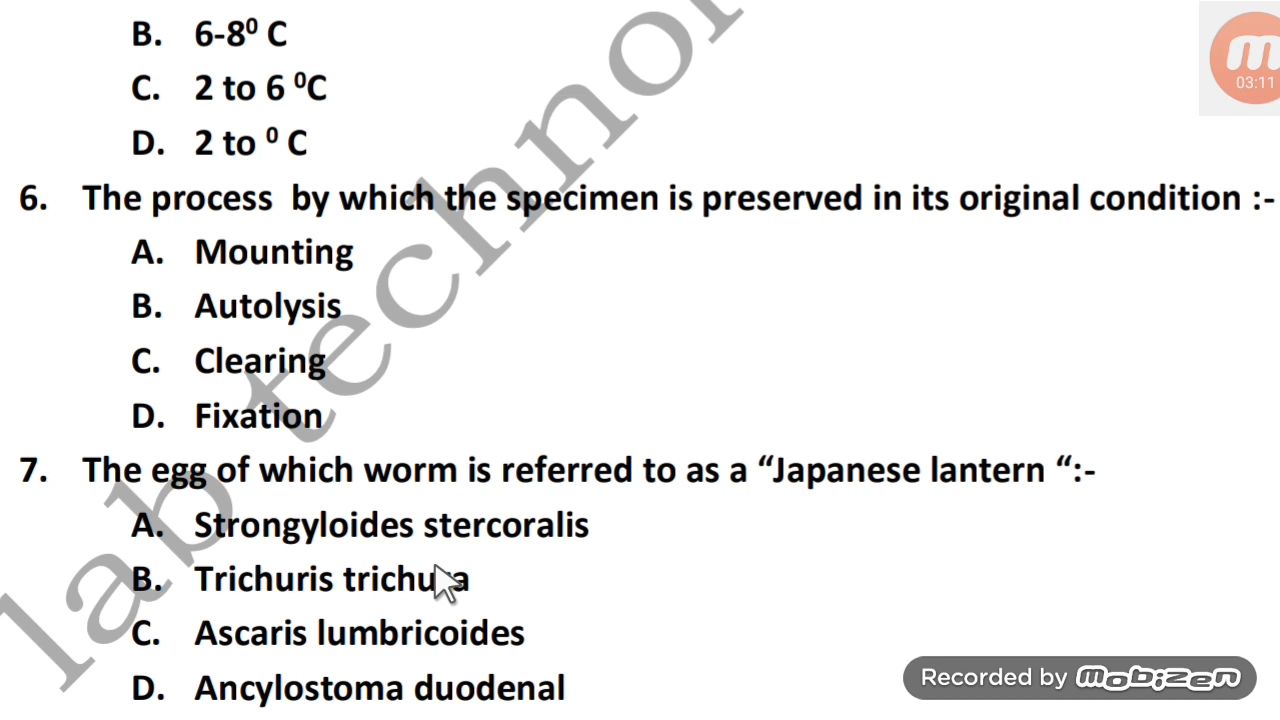 B. 6-8⁰ C
C. 2 to 6 ⁰C
D. 2 to ⁰ C
6. The process by which the specimen is preserved in its original condition :-
A. Mounting
B. Autolysis
C. Clearing
D. Fixation
7. The egg of which worm is referred to as a “Japanese lantern “:-
A. Strongyloides stercoralis
B. Trichuris trichura
C. Ascaris lumbricoides
D. Ancylostoma duodenal
lab techno
03:11
Recorded by mobizen